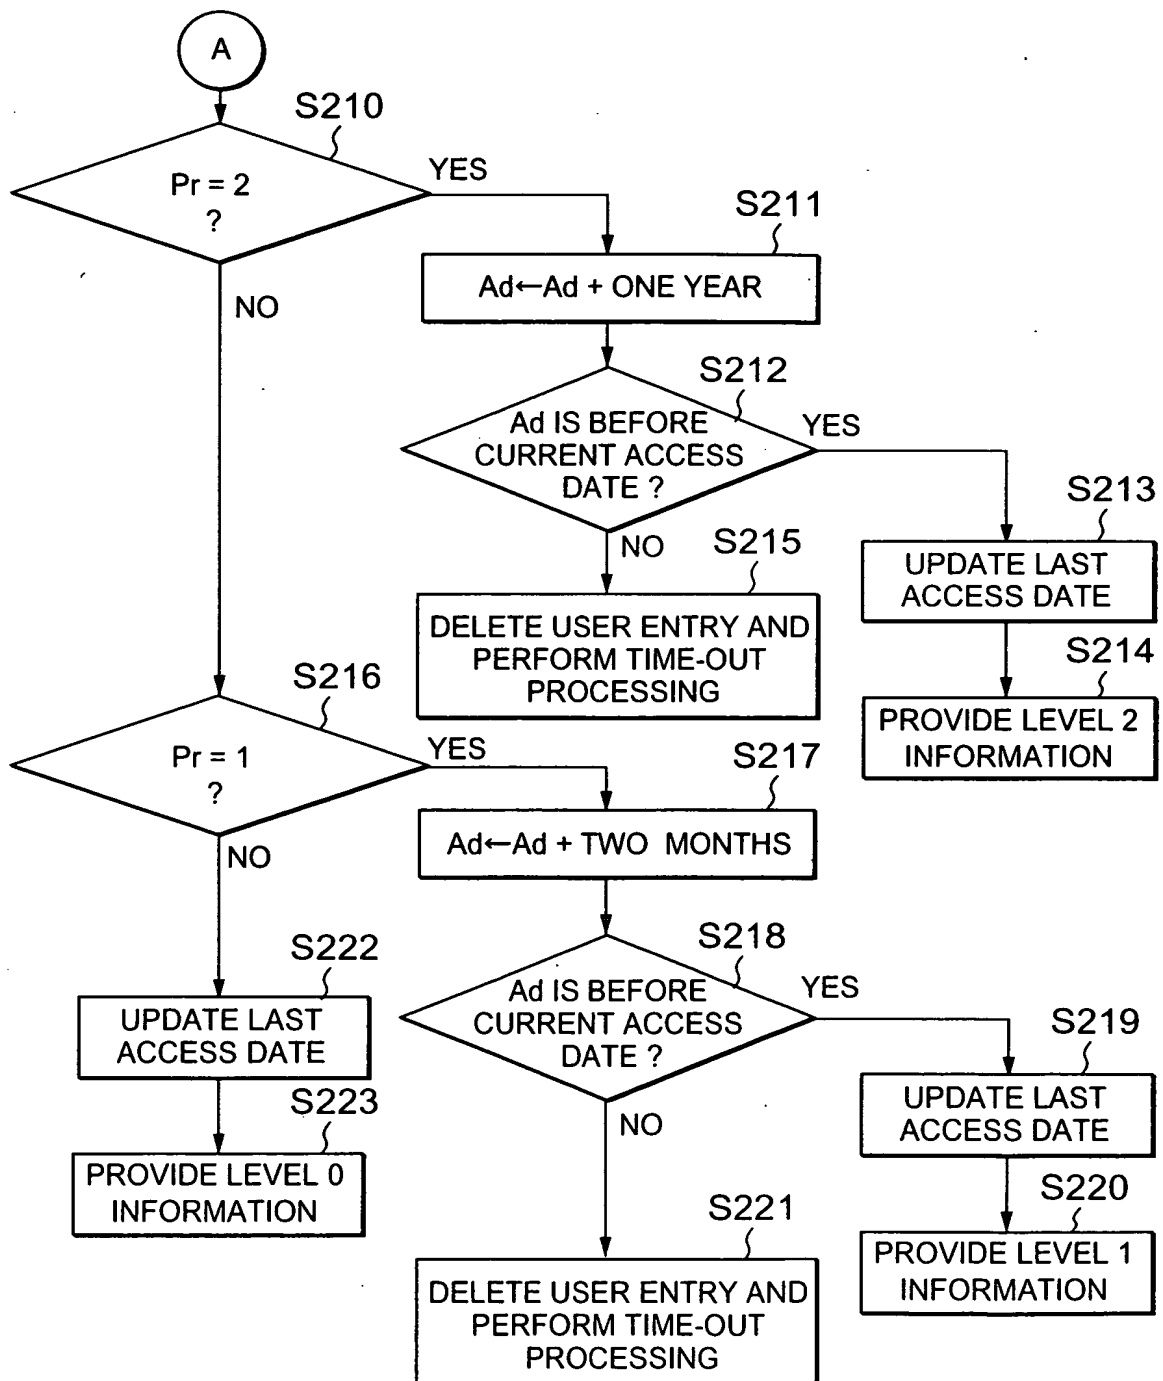 A
S210
Pr = 2
?
YES
NO
S211
Ad←Ad + ONE YEAR
S212
Ad IS BEFORE
CURRENT ACCESS
DATE ?
YES
NO
S213
UPDATE LAST
ACCESS DATE
S214
PROVIDE LEVEL 2
INFORMATION
S215
DELETE USER ENTRY AND
PERFORM TIME-OUT
PROCESSING
S216
Pr = 1
?
YES
NO
S217
Ad←Ad + TWO MONTHS
S218
Ad IS BEFORE
CURRENT ACCESS
DATE ?
YES
NO
S219
UPDATE LAST
ACCESS DATE
S220
PROVIDE LEVEL 1
INFORMATION
S221
DELETE USER ENTRY AND
PERFORM TIME-OUT
PROCESSING
S222
UPDATE LAST
ACCESS DATE
S223
PROVIDE LEVEL 0
INFORMATION